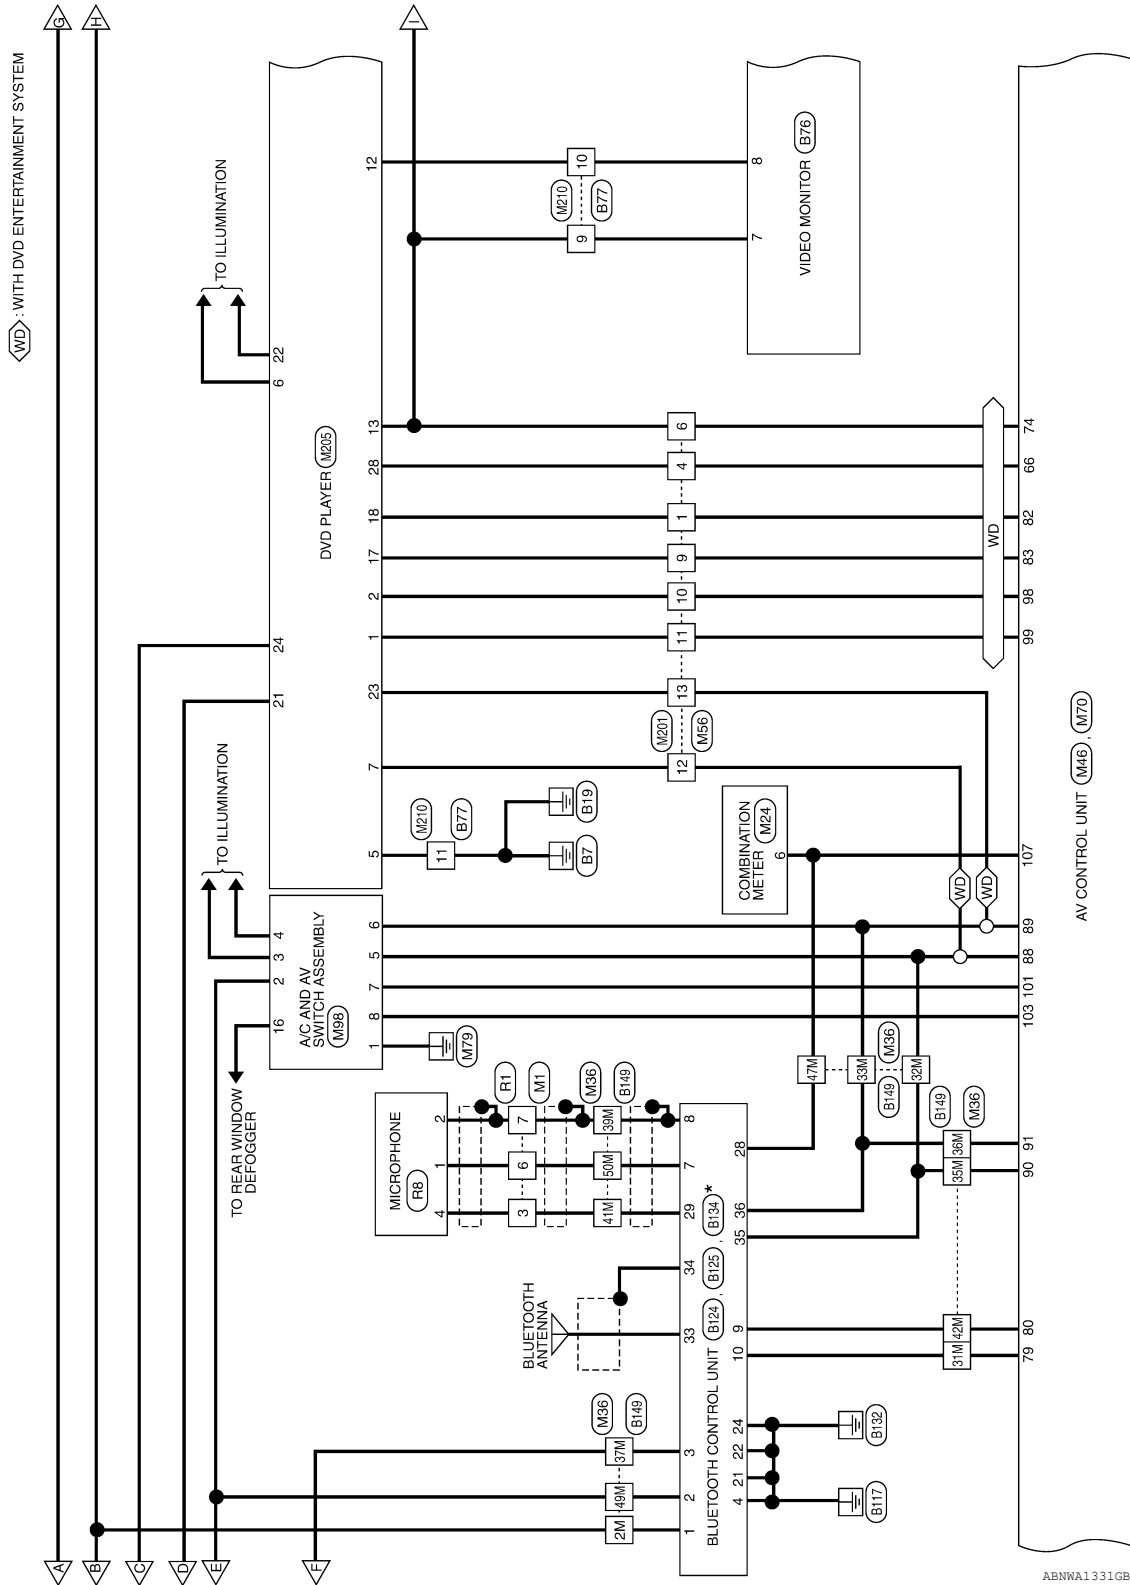 WD : WITH DVD ENTERTAINMENT SYSTEM
G
H
I
A
B
C
D
E
F
TO ILLUMINATION
6
22
24
21
DVD PLAYER M205
12
13
28
18
17
2
1
23
7
5
10
M210
B77
9
8
7
VIDEO MONITOR B76
6
4
1
9
10
11
13
12
M201
M56
WD
74
66
82
83
98
99
M210
B77
11
B19
B7
TO ILLUMINATION
4
3
2
16
A/C AND AV
SWITCH ASSEMBLY
M98
6
5
7
8
1
M79
TO REAR WINDOW
DEFOGGER
COMBINATION
METER M24
6
WD
WD
107
89
88
101
103
AV CONTROL UNIT M46 , M70
MICROPHONE
R8
2
1
4
R1
M1
7
6
3
M36
B149
39M
50M
41M
8
7
29
47M
33M
32M
M36
B149
B149
M36
36M
35M
91
90
BLUETOOTH
ANTENNA
34
33
BLUETOOTH CONTROL UNIT B124 , B125 , B134 *
28
36
35
9
10
42M
31M
80
79
M36
B149
37M
49M
2M
3
2
1
24
22
21
4
B132
B117
ABNWA1331GB